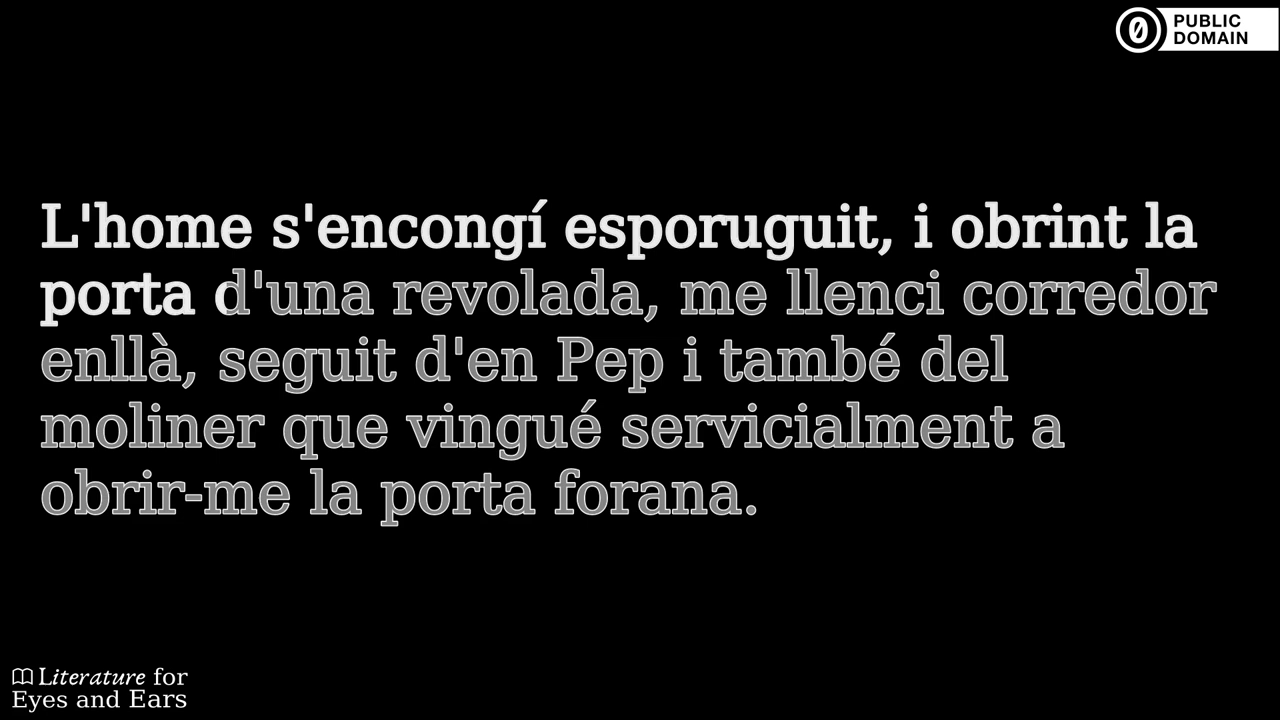 PUBLIC
DOMAIN
L'home s'encongí esporuguit, i obrint la
porta d'una revolada, me llenci corredor
enllà, seguit d'en Pep i també del
moliner que vingué servicialment a
obrir-me la porta forana.
Literature for
Eyes and Ears